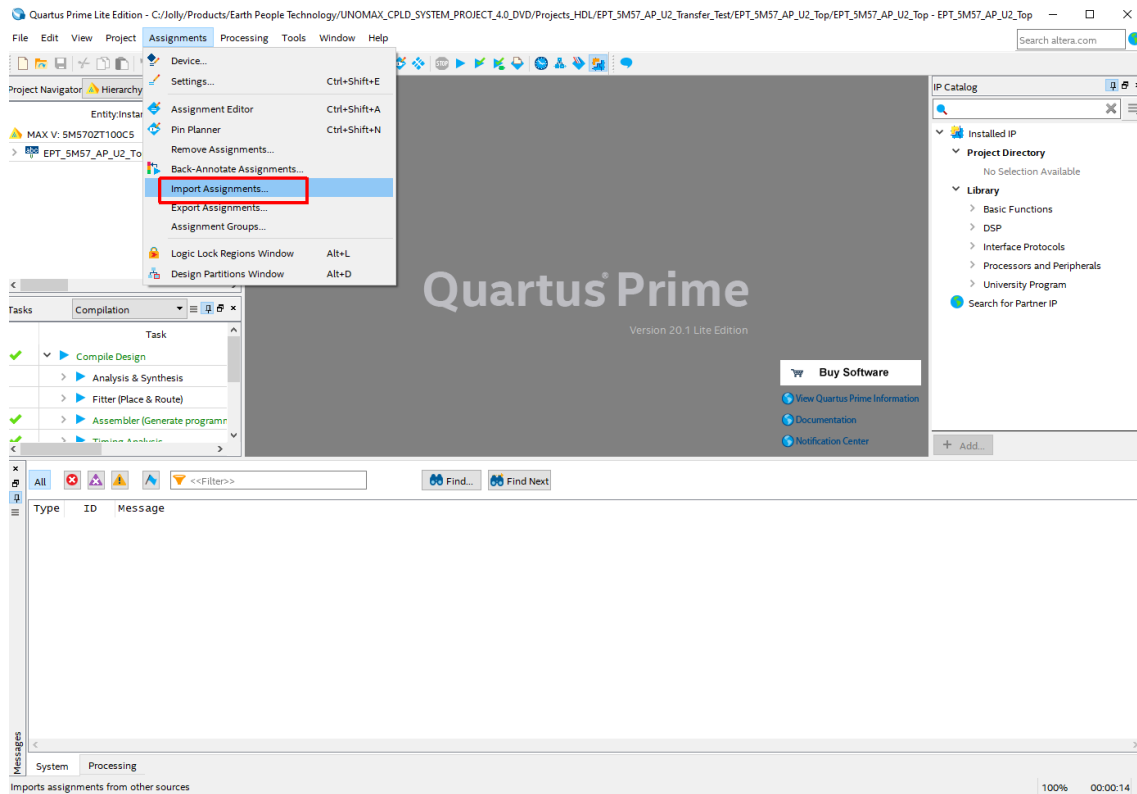 Quartus Prime Lite Edition - C:/Jolly/Products/Earth People Technology/UNOMAX_CPLD_SYSTEM_PROJECT_4.0_DVD/Projects_HDL/EPT_5M57_AP_U2_Transfer_Test/EPT_5M57_AP_U2_Top/EPT_5M57_AP_U2_Top - EPT_5M57_AP_U2_Top
File Edit View Project Assignments Processing Tools Window Help
Search altera.com
Device...
Settings... Ctrl+Shift+E
Assignment Editor Ctrl+Shift+A
Pin Planner Ctrl+Shift+N
Remove Assignments...
Back-Annotate Assignments...
Import Assignments...
Export Assignments...
Assignment Groups...
Logic Lock Regions Window Alt+L
Design Partitions Window Alt+D
Project Navigator Hierarchy
Entity:Instar
MAX V: 5M570ZT100C5
EPT_5M57_AP_U2_To
Tasks Compilation
Task
Compile Design
Analysis & Synthesis
Fitter (Place & Route)
Assembler (Generate programm
Timing Analysis
Quartus Prime
Version 20.1 Lite Edition
Buy Software
View Quartus Prime Information
Documentation
Notification Center
IP Catalog
Installed IP
Project Directory
No Selection Available
Library
Basic Functions
DSP
Interface Protocols
Processors and Peripherals
University Program
Search for Partner IP
+ Add...
All <<Filter>> Find... Find Next
Type ID Message
Messages
System Processing
Imports assignments from other sources 100% 00:00:14